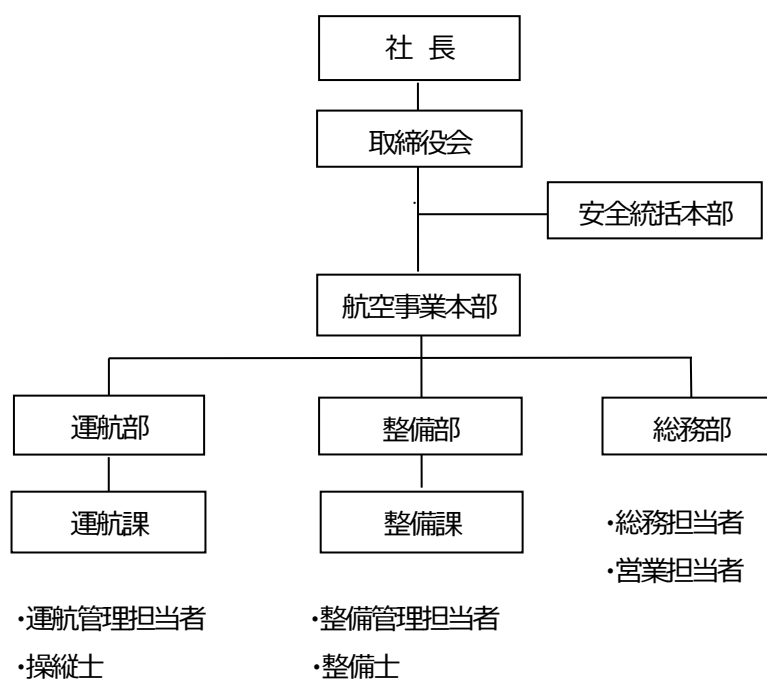 社 長
取締役会
安全統括本部
航空事業本部
運航部
整備部
総務部
運航課
整備課
・総務担当者
・営業担当者
・運航管理担当者
・整備管理担当者
・操縦士
・整備士